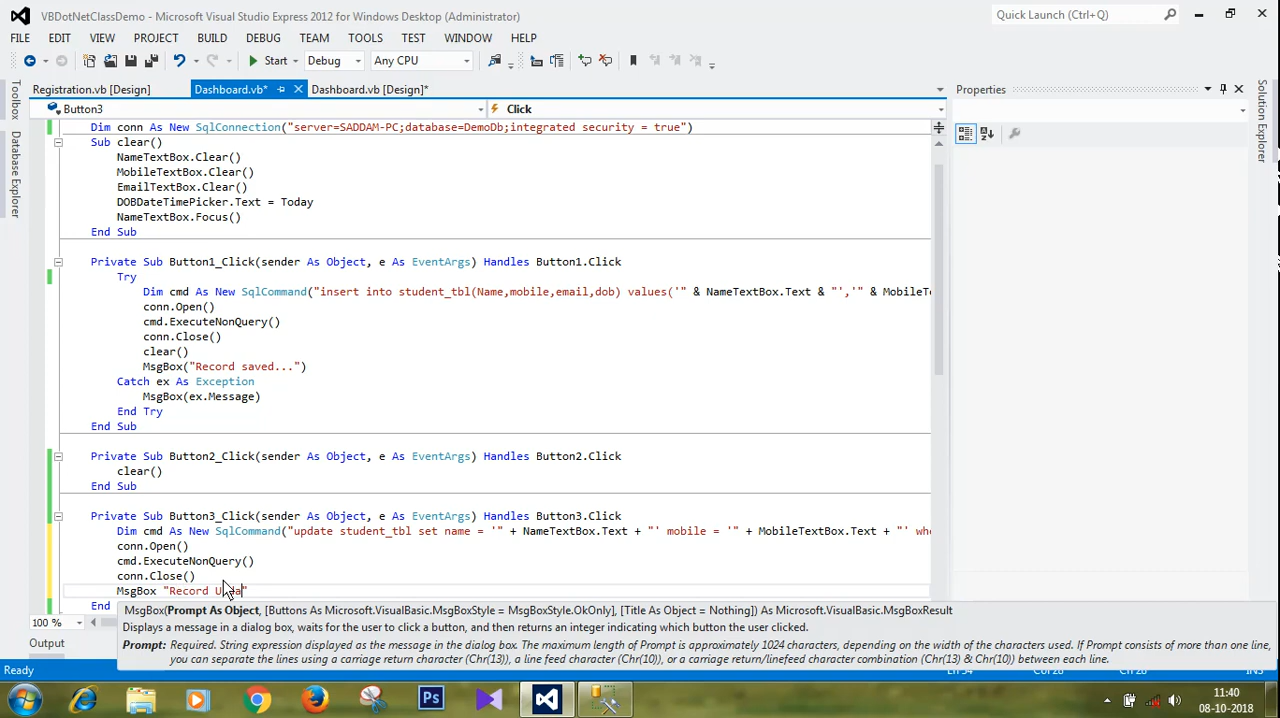 VBDotNetClassDemo - Microsoft Visual Studio Express 2012 for Windows Desktop (Administrator)
Quick Launch (Ctrl+Q)
FILE EDIT VIEW PROJECT BUILD DEBUG TEAM TOOLS TEST WINDOW HELP
Start Debug Any CPU
Registration.vb [Design] Dashboard.vb* Dashboard.vb [Design]*
Properties
Button3 Click
Toolbox
Database Explorer
Solution Explorer
Dim conn As New SqlConnection("server=SADDAM-PC;database=DemoDb;integrated security = true")
Sub clear()
NameTextBox.Clear()
MobileTextBox.Clear()
EmailTextBox.Clear()
DOBDateTimePicker.Text = Today
NameTextBox.Focus()
End Sub
Private Sub Button1_Click(sender As Object, e As EventArgs) Handles Button1.Click
Try
Dim cmd As New SqlCommand("insert into student_tbl(Name,mobile,email,dob) values('" & NameTextBox.Text & "','" & MobileT
conn.Open()
cmd.ExecuteNonQuery()
conn.Close()
clear()
MsgBox("Record saved...")
Catch ex As Exception
MsgBox(ex.Message)
End Try
End Sub
Private Sub Button2_Click(sender As Object, e As EventArgs) Handles Button2.Click
clear()
End Sub
Private Sub Button3_Click(sender As Object, e As EventArgs) Handles Button3.Click
Dim cmd As New SqlCommand("update student_tbl set name = '" + NameTextBox.Text + "' mobile = '" + MobileTextBox.Text + "' whe
conn.Open()
cmd.ExecuteNonQuery()
conn.Close()
MsgBox "Record
End
MsgBox(Prompt As Object, [Buttons As Microsoft.VisualBasic.MsgBoxStyle = MsgBoxStyle.OkOnly], [Title As Object = Nothing]) As Microsoft.VisualBasic.MsgBoxResult
Displays a message in a dialog box, waits for the user to click a button, and then returns an integer indicating which button the user clicked.
Prompt: Required. String expression displayed as the message in the dialog box. The maximum length of Prompt is approximately 1024 characters, depending on the width of the characters used. If Prompt consists of more than one line,
you can separate the lines using a carriage return character (Chr(13)), a line feed character (Chr(10)), or a carriage return/linefeed character combination (Chr(13) & Chr(10)) between each line.
100 %
Output
Ready
Ps
11:40
08-10-2018